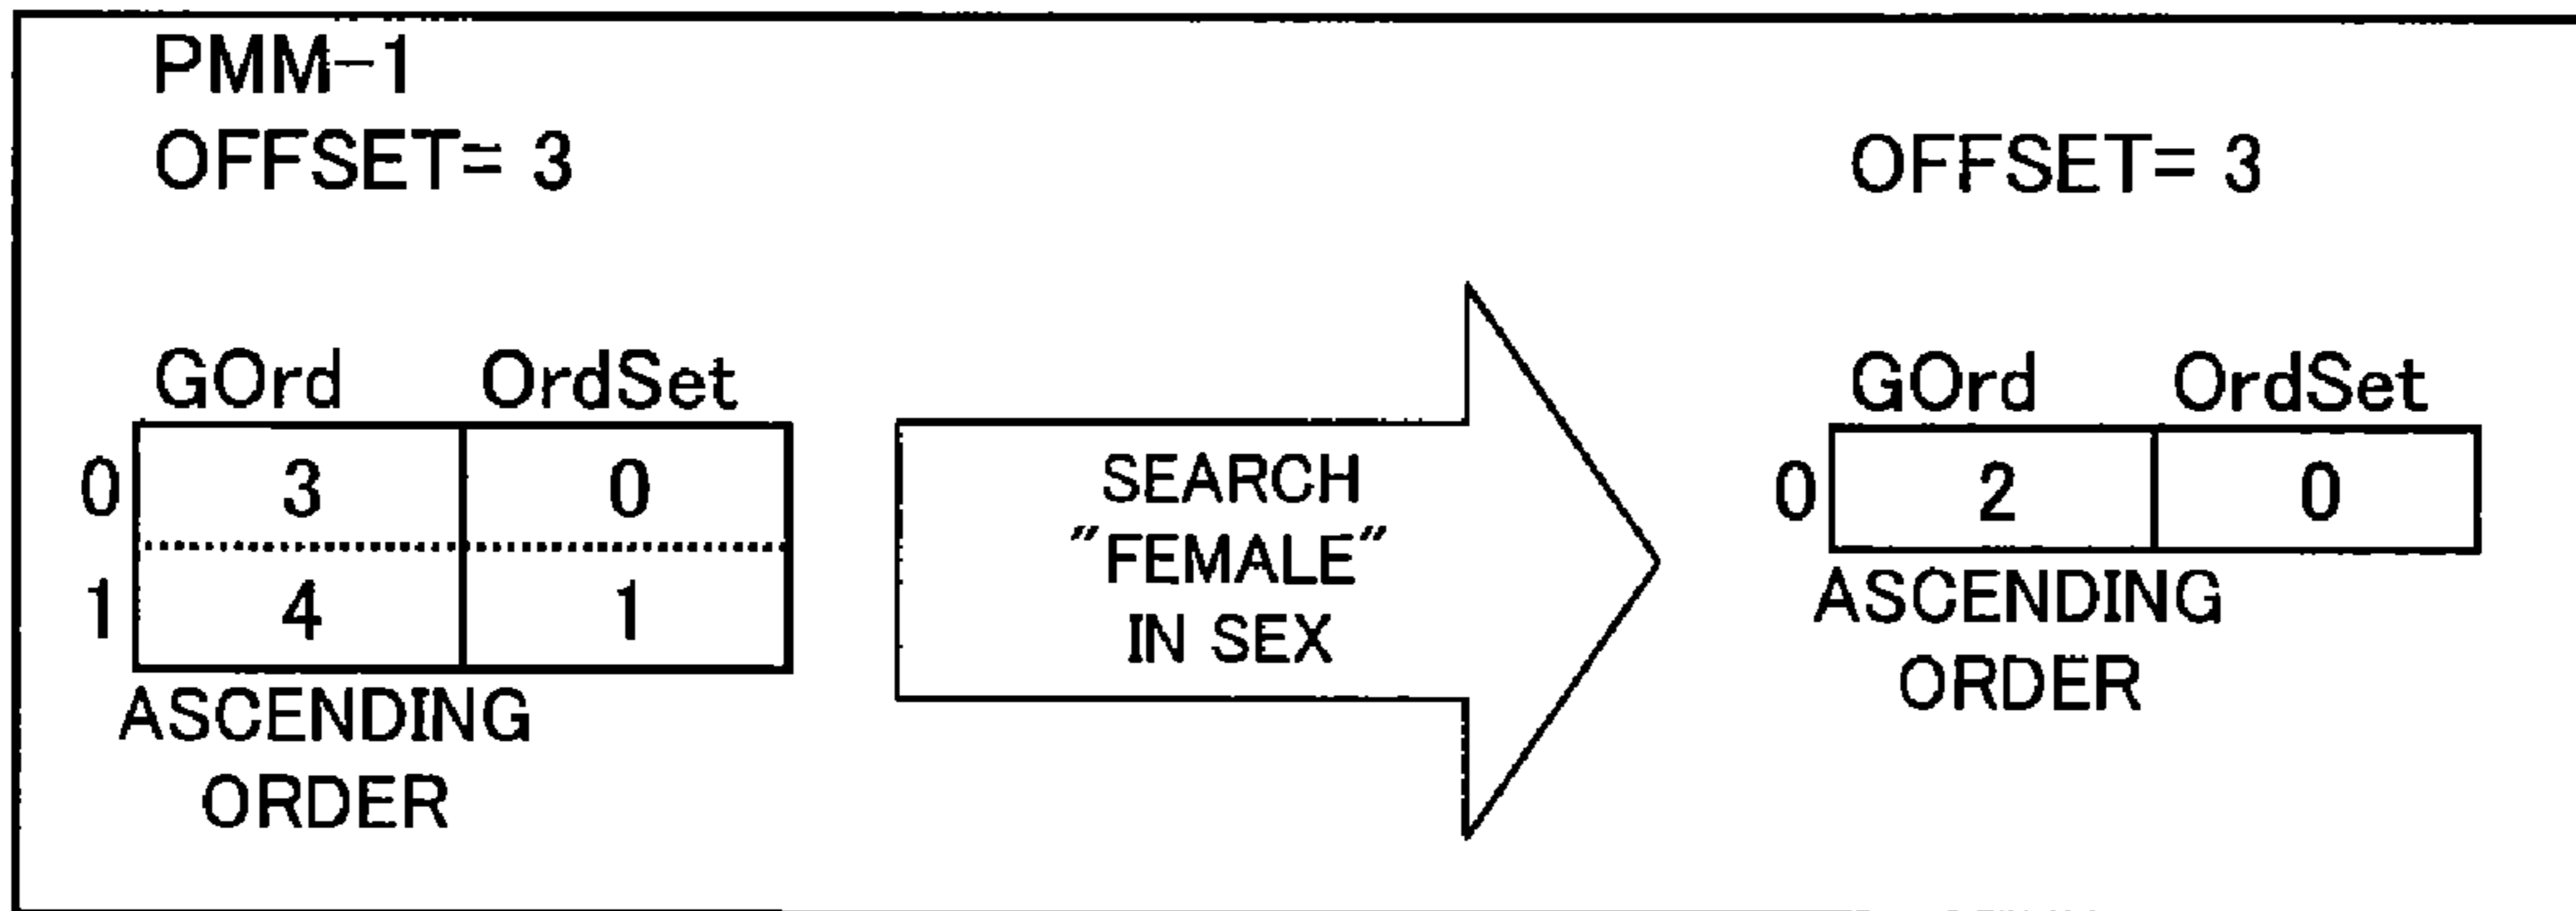 PMM-1
OFFSET= 3
OFFSET= 3
GOrd OrdSet
0 3 0
1 4 1
ASCENDING
ORDER
SEARCH
"FEMALE"
IN SEX
GOrd OrdSet
0 2 0
ASCENDING
ORDER